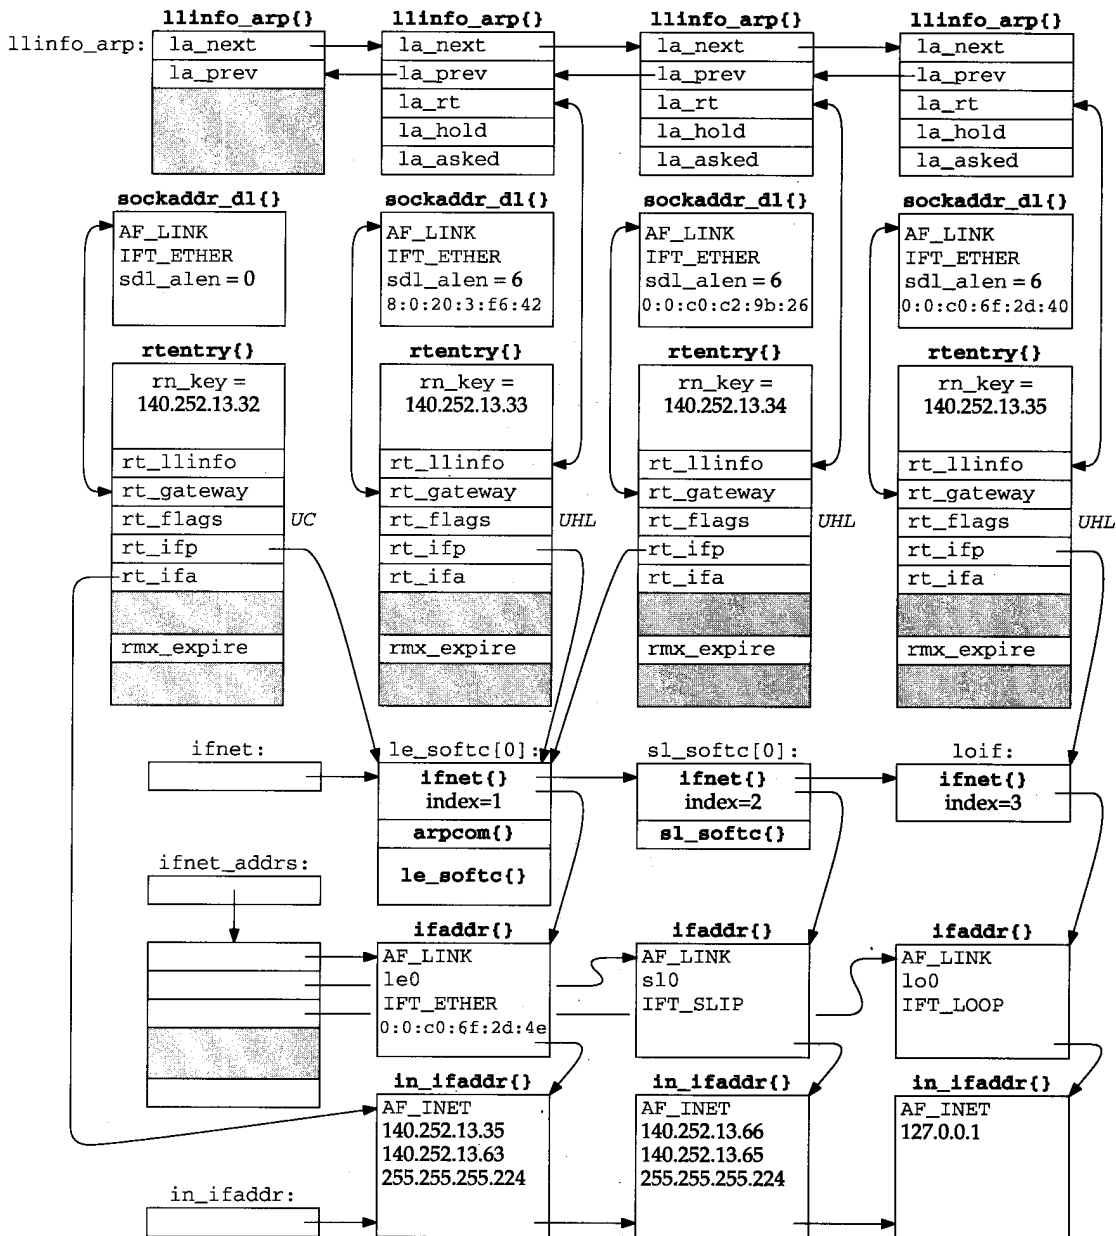 llinfo_arp{} llinfo_arp{} llinfo_arp{} llinfo_arp{}
llinfo_arp: la_next la_next la_next la_next
la_prev la_prev la_prev la_prev
la_rt la_rt la_rt
la_hold la_hold la_hold
la_asked la_asked la_asked
sockaddr_dl{} sockaddr_dl{} sockaddr_dl{} sockaddr_dl{}
AF_LINK AF_LINK AF_LINK AF_LINK
IFT_ETHER IFT_ETHER IFT_ETHER IFT_ETHER
sdl_alen = 0 sdl_alen = 6 sdl_alen = 6 sdl_alen = 6
8:0:20:3:f6:42 0:0:c0:c2:9b:26 0:0:c0:6f:2d:40
rtentry{} rtentry{} rtentry{} rtentry{}
rn_key = rn_key = rn_key = rn_key =
140.252.13.32 140.252.13.33 140.252.13.34 140.252.13.35
rt_llinfo rt_llinfo rt_llinfo rt_llinfo
rt_gateway rt_gateway rt_gateway rt_gateway
rt_flags UC rt_flags UHL rt_flags UHL rt_flags UHL
rt_ifp rt_ifp rt_ifp rt_ifp
rt_ifa rt_ifa rt_ifa rt_ifa
rmx_expire rmx_expire rmx_expire rmx_expire
ifnet: le_softc[0]: sl_softc[0]: loif:
ifnet{} ifnet{} ifnet{}
index=1 index=2 index=3
arpcom{} sl_softc{}
ifnet_addrs: le_softc{}
ifaddr{} ifaddr{} ifaddr{}
AF_LINK AF_LINK AF_LINK
le0 sl0 lo0
IFT_ETHER IFT_SLIP IFT_LOOP
0:0:c0:6f:2d:4e
in_ifaddr{} in_ifaddr{} in_ifaddr{}
AF_INET AF_INET AF_INET
140.252.13.35 140.252.13.66 127.0.0.1
140.252.13.63 140.252.13.65
255.255.255.224 255.255.255.224
in_ifaddr: